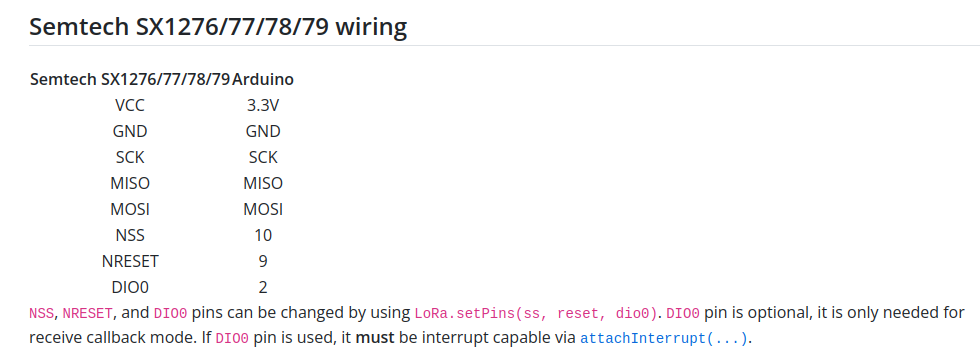 Semtech SX1276/77/78/79 wiring
Semtech SX1276/77/78/79 Arduino
VCC 3.3V
GND GND
SCK SCK
MISO MISO
MOSI MOSI
NSS 10
NRESET 9
DIO0 2
NSS, NRESET, and DIO0 pins can be changed by using LoRa.setPins(ss, reset, dio0). DIO0 pin is optional, it is only needed for
receive callback mode. If DIO0 pin is used, it must be interrupt capable via attachInterrupt(...).